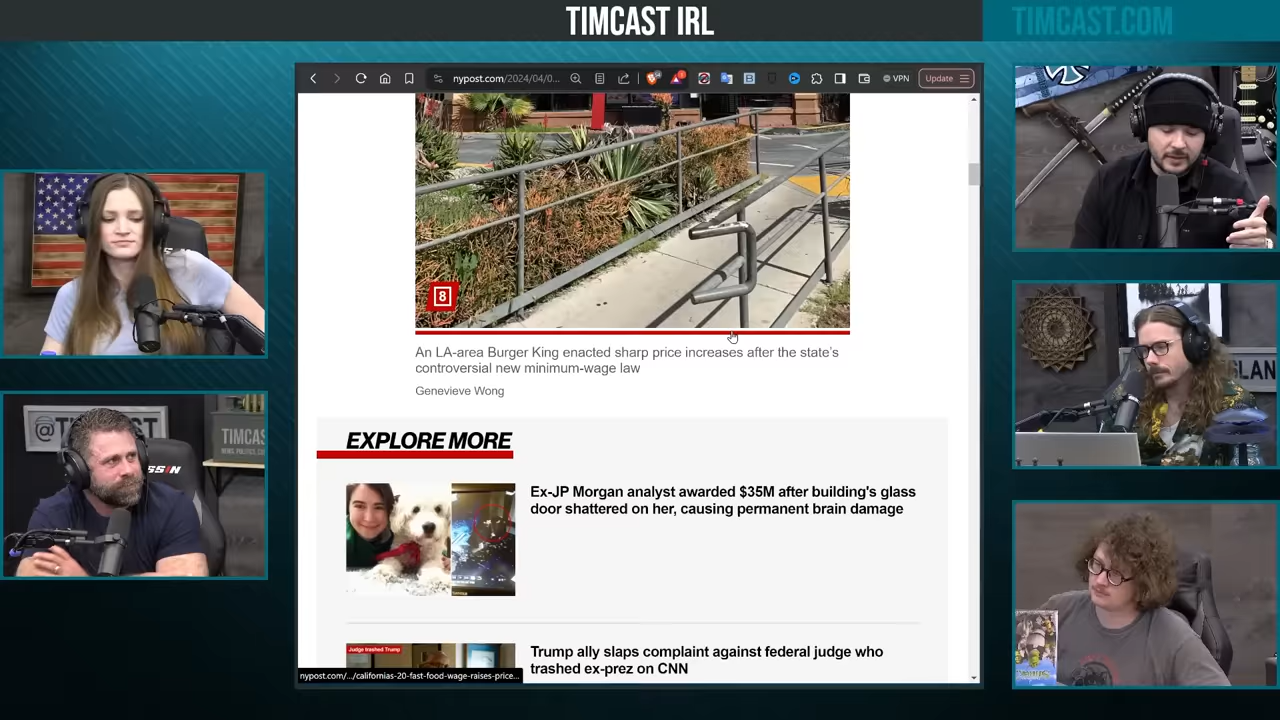 TIMCAST IRL
TIMCAST.COM
nypost.com/2024/04/0...
VPN
Update
8
An LA-area Burger King enacted sharp price increases after the state's
controversial new minimum-wage law
Genevieve Wong
EXPLORE MORE
Ex-JP Morgan analyst awarded $35M after building's glass
door shattered on her, causing permanent brain damage
Judge trashed Trump
Trump ally slaps complaint against federal judge who
trashed ex-prez on CNN
nypost.com/.../californias-20-fast-food-wage-raises-price...